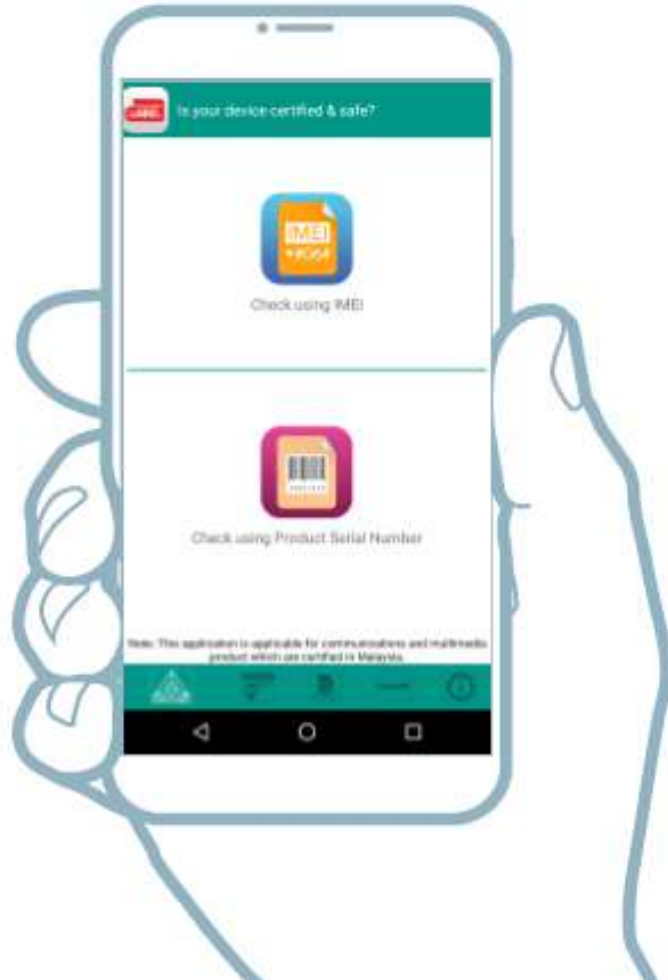 Is your device certified & safe?
IMEI
*#06#
Check using IMEI
Check using Product Serial Number
Note: This application is applicable for communications and multimedia
product which are certified in Malaysia.